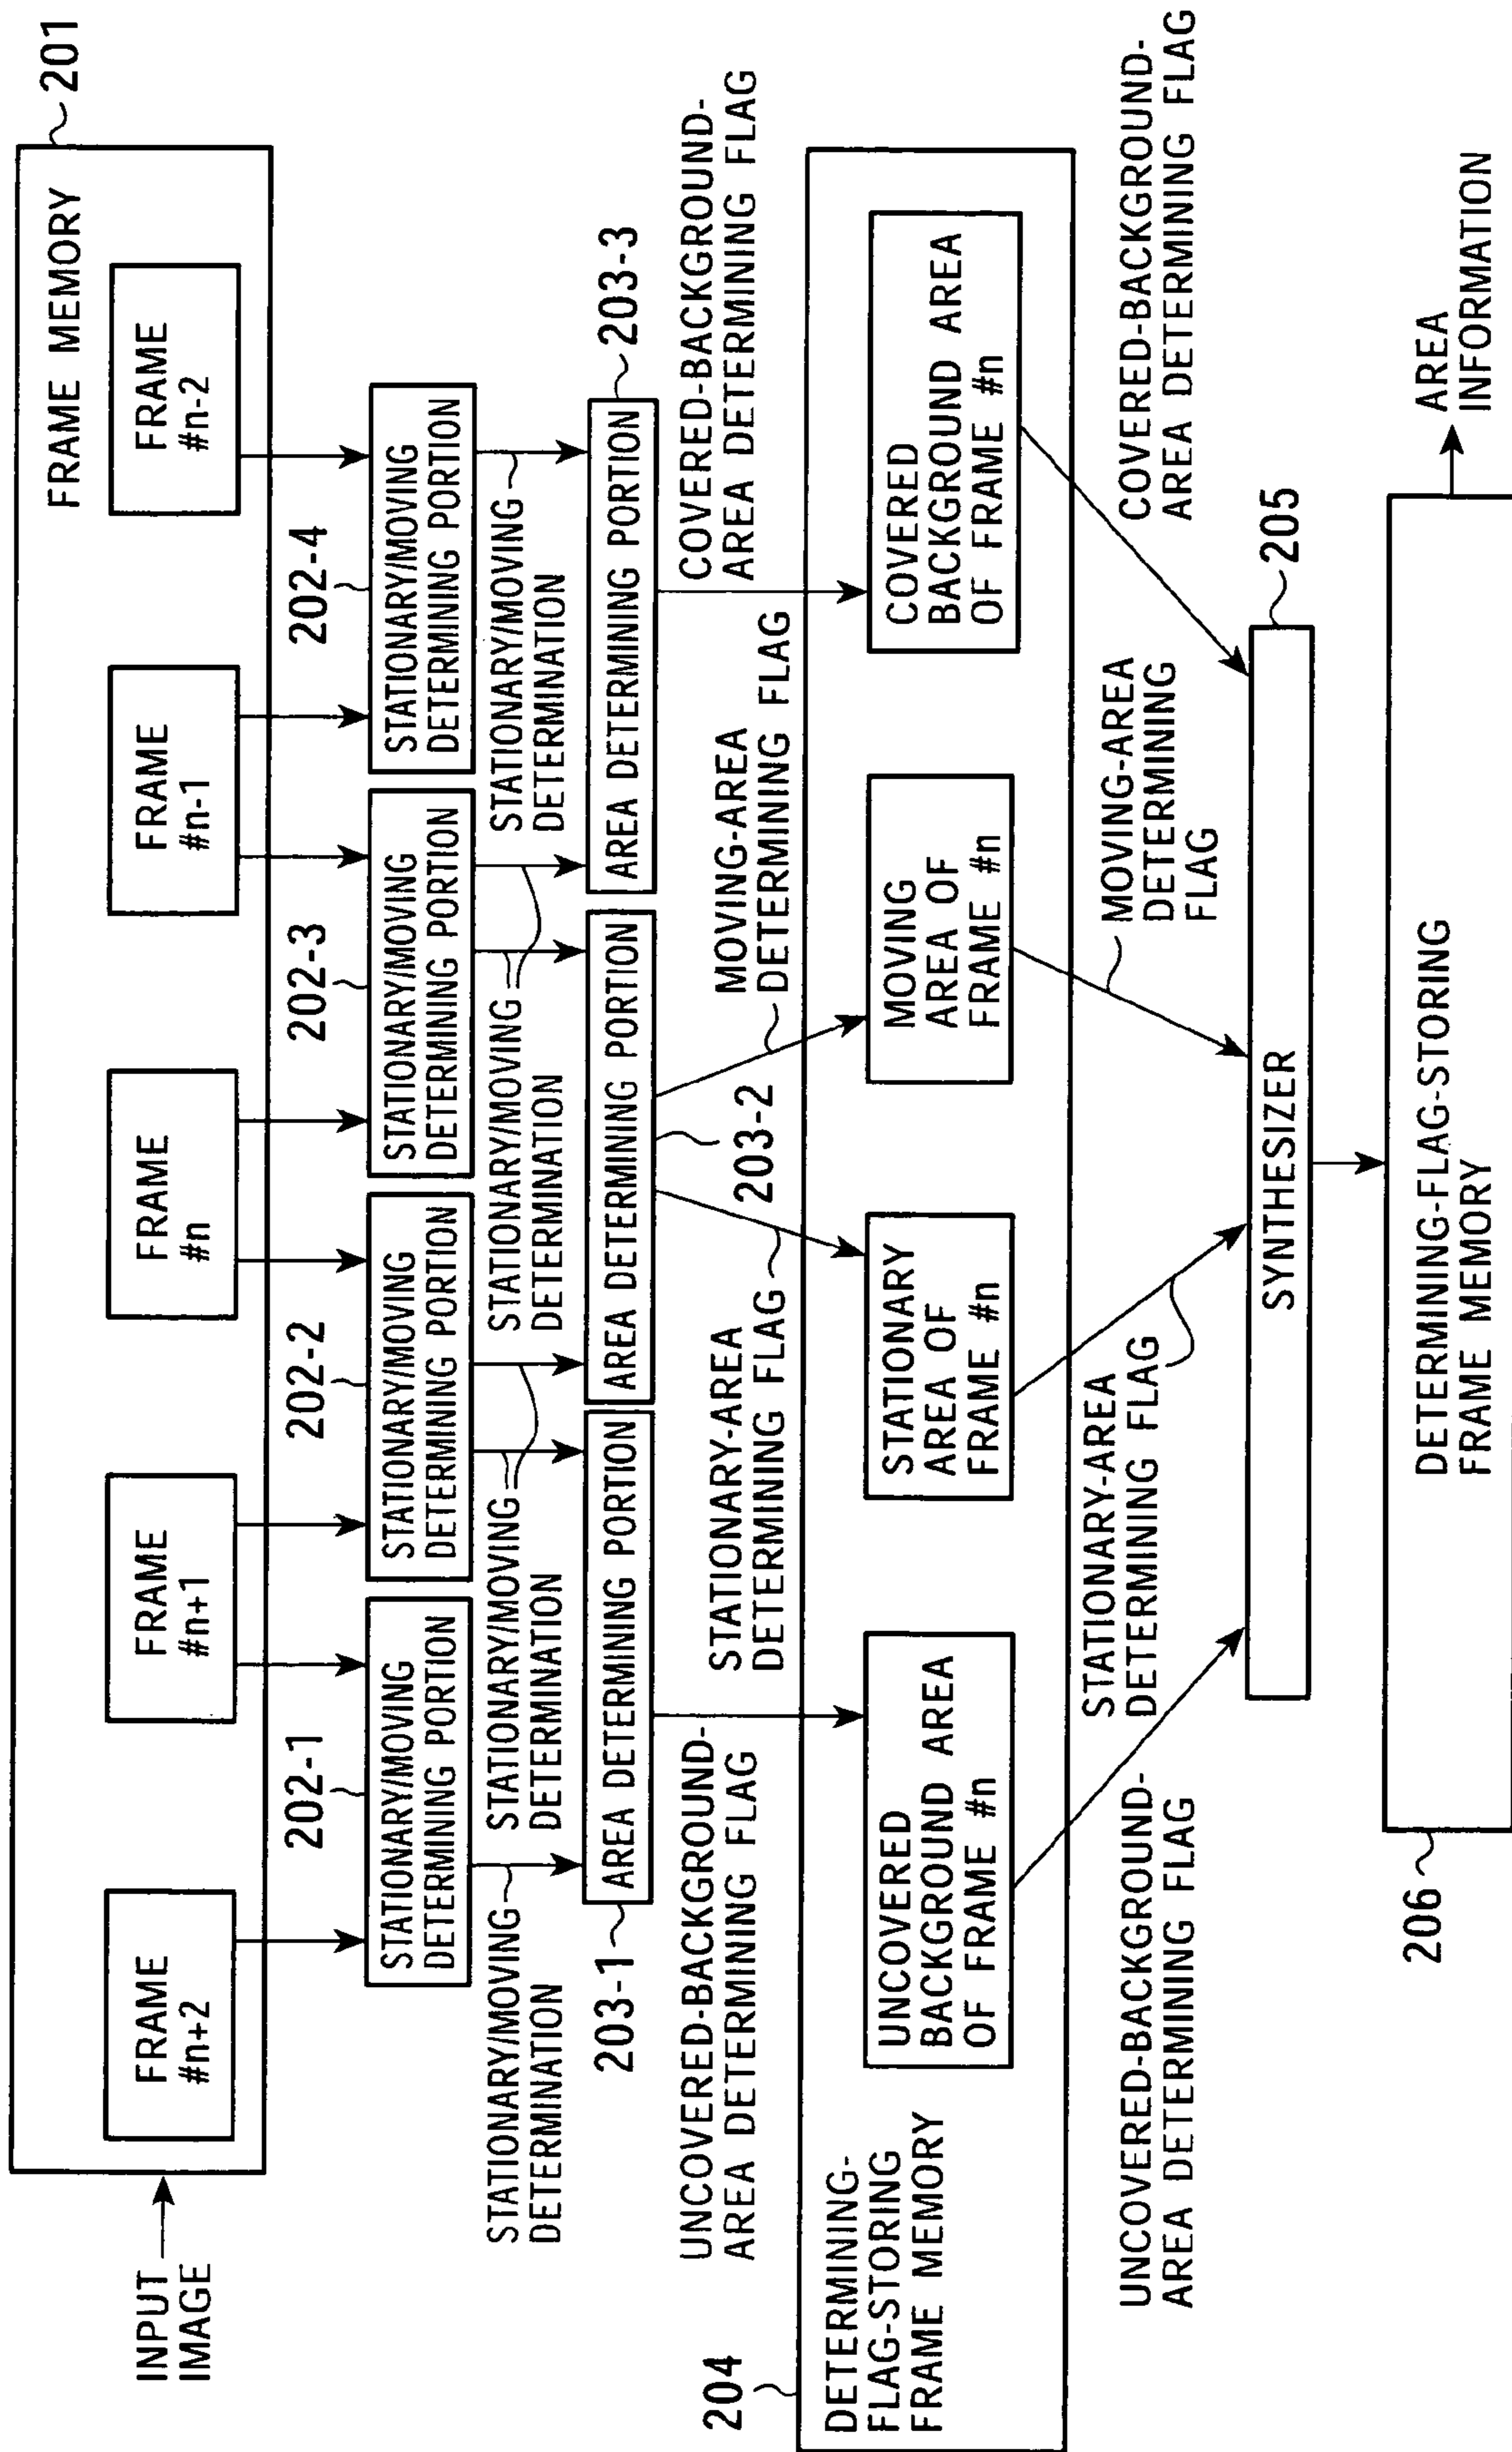 INPUT
IMAGE
FRAME MEMORY
201
FRAME
#n+2
FRAME
#n+1
FRAME
#n
FRAME
#n-1
FRAME
#n-2
202-1
202-2
202-3
202-4
STATIONARY/MOVING
DETERMINING PORTION
STATIONARY/MOVING
DETERMINING PORTION
STATIONARY/MOVING
DETERMINING PORTION
STATIONARY/MOVING
DETERMINING PORTION
STATIONARY/MOVING
DETERMINATION
STATIONARY/MOVING
DETERMINATION
STATIONARY/MOVING
DETERMINATION
STATIONARY/MOVING
DETERMINATION
203-1
AREA DETERMINING PORTION
AREA DETERMINING PORTION
AREA DETERMINING PORTION
203-3
UNCOVERED-BACKGROUND-
AREA DETERMINING FLAG
STATIONARY-AREA
DETERMINING FLAG
203-2
MOVING-AREA
DETERMINING FLAG
COVERED-BACKGROUND-
AREA DETERMINING FLAG
204
DETERMINING-
FLAG-STORING
FRAME MEMORY
UNCOVERED
BACKGROUND AREA
OF FRAME #n
STATIONARY
AREA OF
FRAME #n
MOVING
AREA OF
FRAME #n
COVERED
BACKGROUND AREA
OF FRAME #n
UNCOVERED-BACKGROUND-
AREA DETERMINING FLAG
STATIONARY-AREA
DETERMINING FLAG
MOVING-AREA
DETERMINING
FLAG
COVERED-BACKGROUND-
AREA DETERMINING FLAG
SYNTHESIZER
205
206
DETERMINING-FLAG-STORING
FRAME MEMORY
AREA
INFORMATION